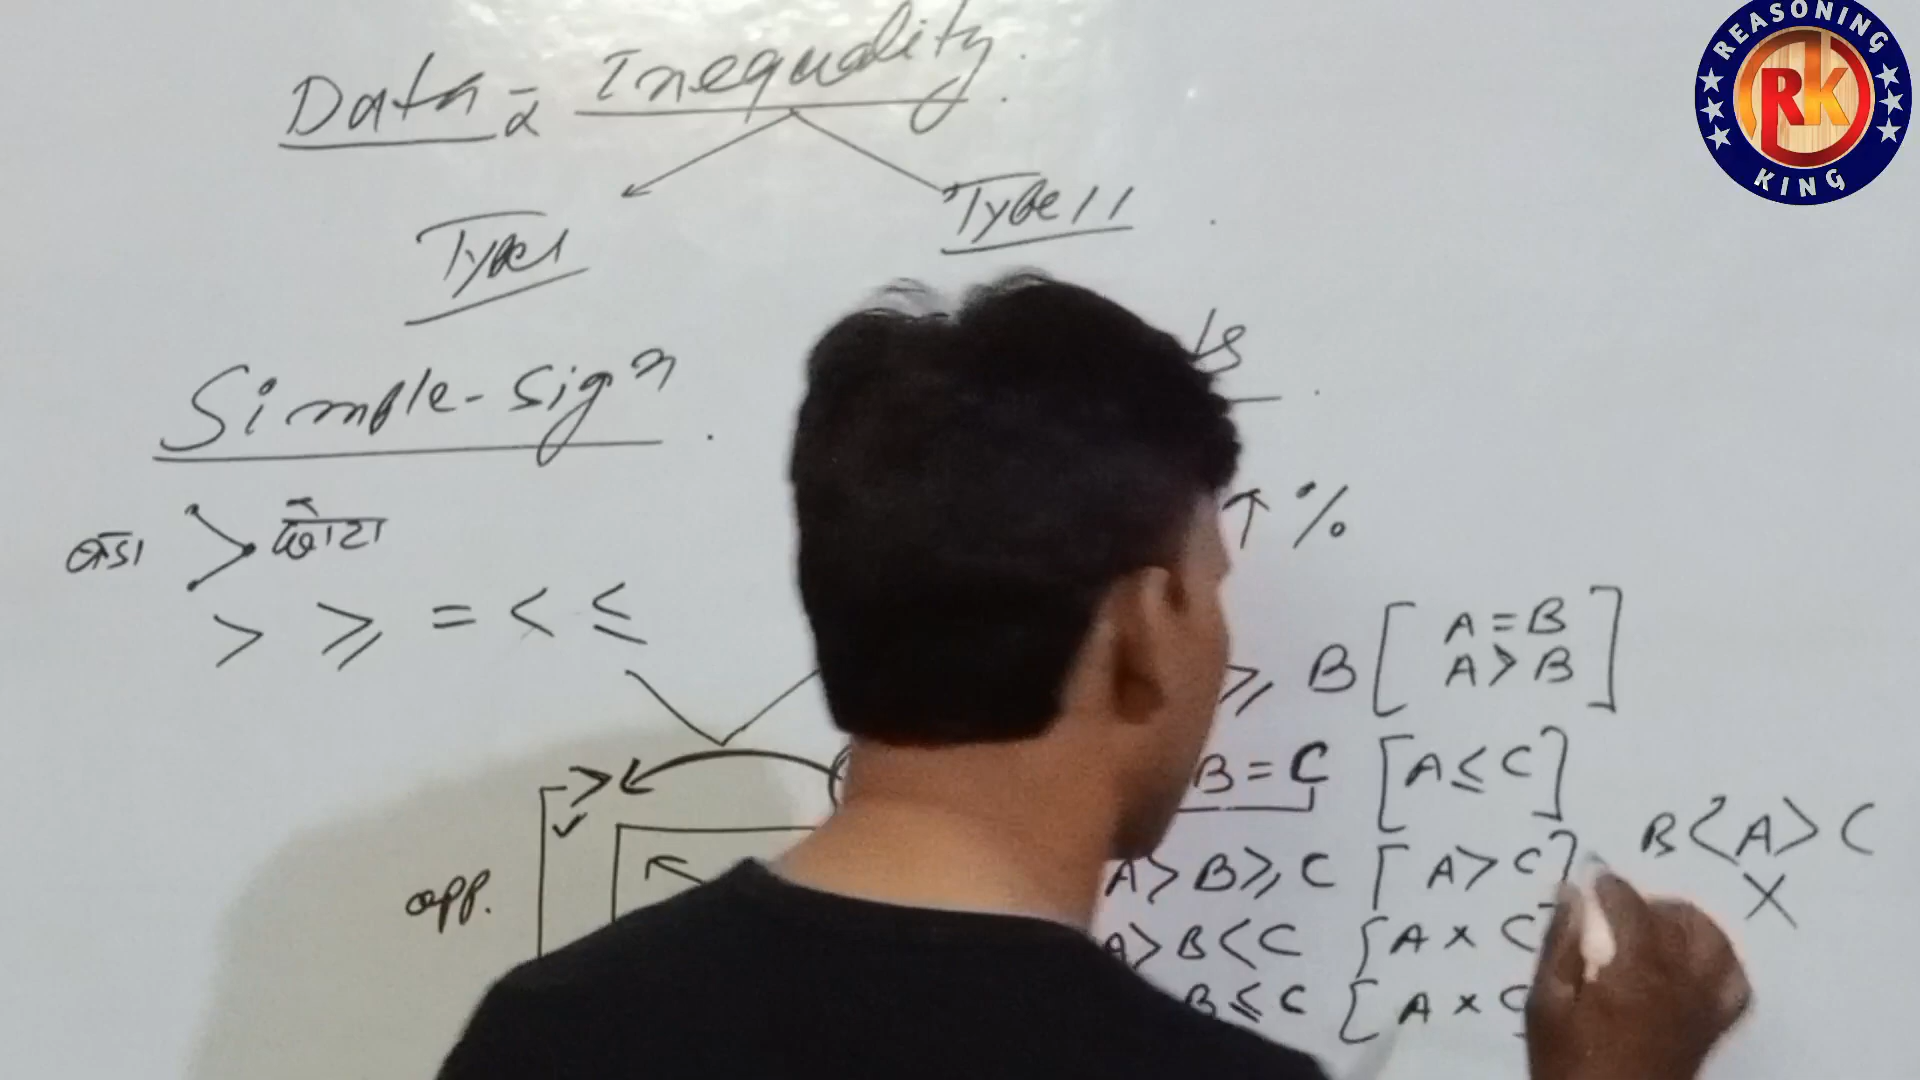 REASONING
RK
KING
Data = Inequality.
Type I
Type II
Simple-Sign
बड़ा > छोटा
> ≥ = < ≤
↑ %
≥ B [ A = B
A > B ]
B = C [A ≤ C]
A > B ≥ C [ A > C ]
A > B < C [ A × C ]
B ≤ C [ A × C
B < A > C
×
>
✓
opp.